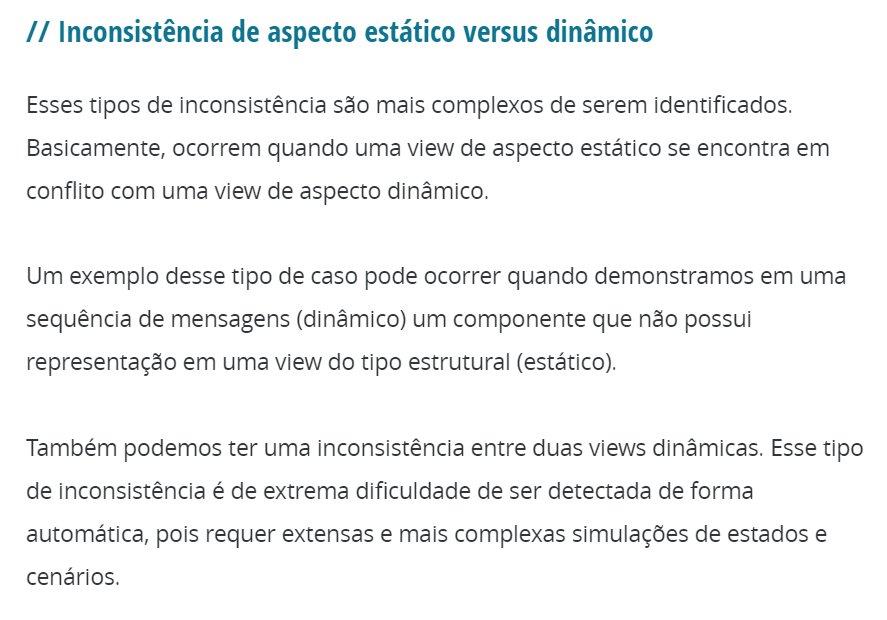 // Inconsistência de aspecto estático versus dinâmico
Esses tipos de inconsistência são mais complexos de serem identificados.
Basicamente, ocorrem quando uma view de aspecto estático se encontra em
conflito com uma view de aspecto dinâmico.
Um exemplo desse tipo de caso pode ocorrer quando demonstramos em uma
sequência de mensagens (dinâmico) um componente que não possui
representação em uma view do tipo estrutural (estático).
Também podemos ter uma inconsistência entre duas views dinâmicas. Esse tipo
de inconsistência é de extrema dificuldade de ser detectada de forma
automática, pois requer extensas e mais complexas simulações de estados e
cenários.